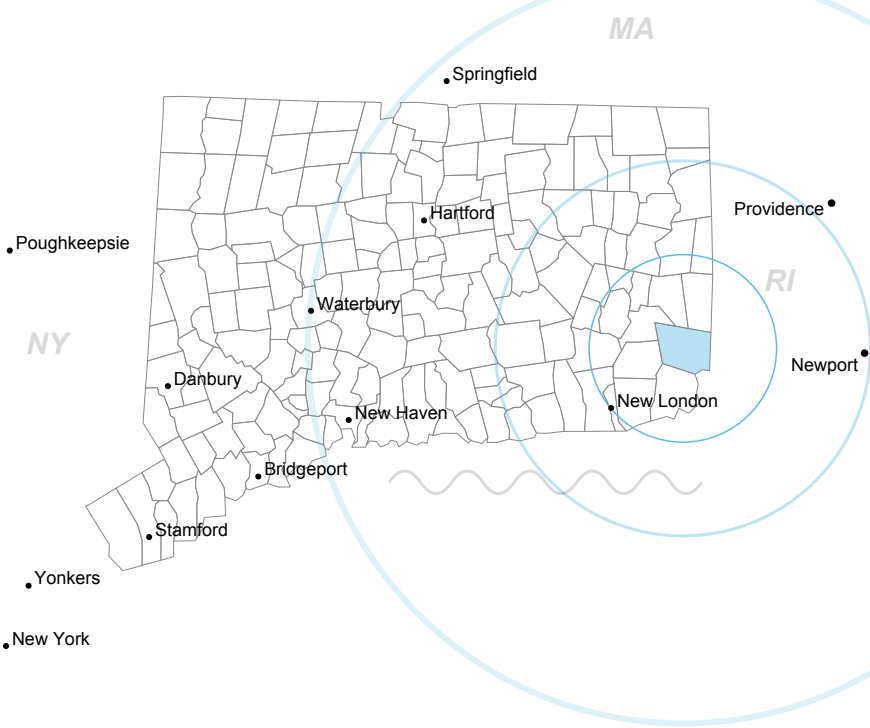 MA
Springfield
Providence
Hartford
Poughkeepsie
RI
Waterbury
NY
Newport
Danbury
New London
New Haven
Bridgeport
Stamford
Yonkers
New York